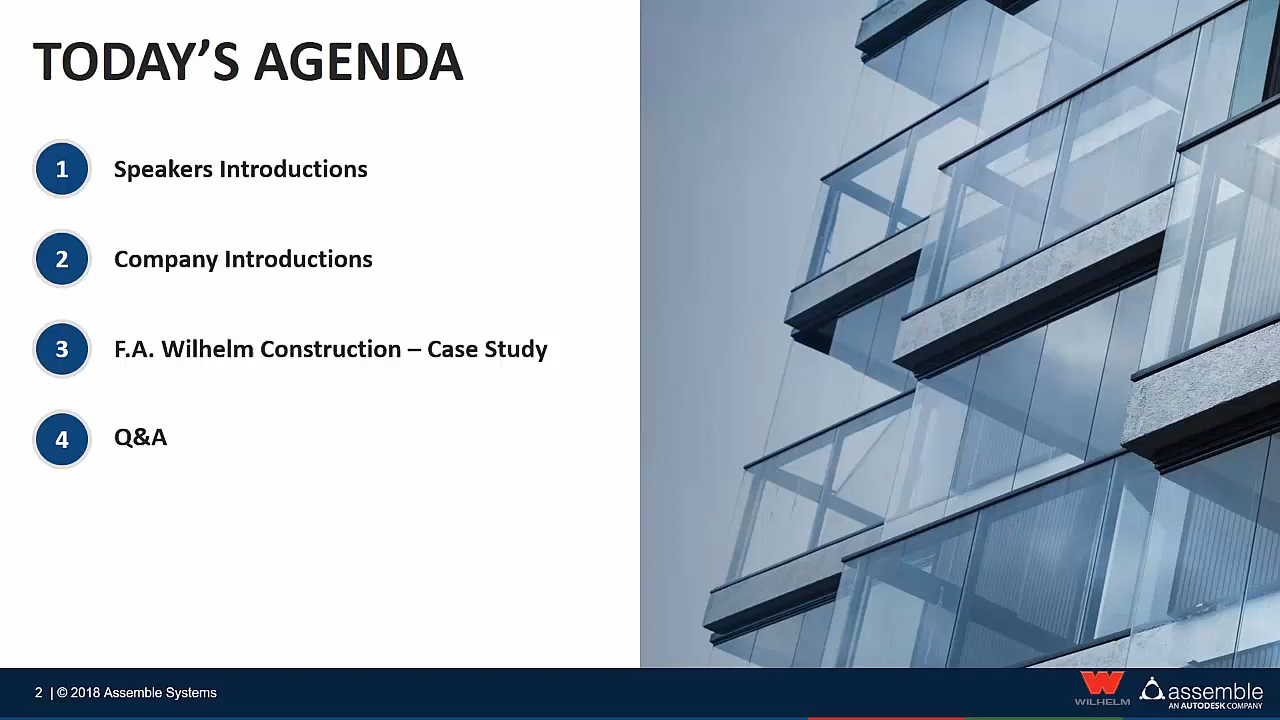 TODAY’S AGENDA
1 Speakers Introductions
2 Company Introductions
3 F.A. Wilhelm Construction – Case Study
4 Q&A
2 | © 2018 Assemble Systems
WILHELM
assemble
AN AUTODESK COMPANY